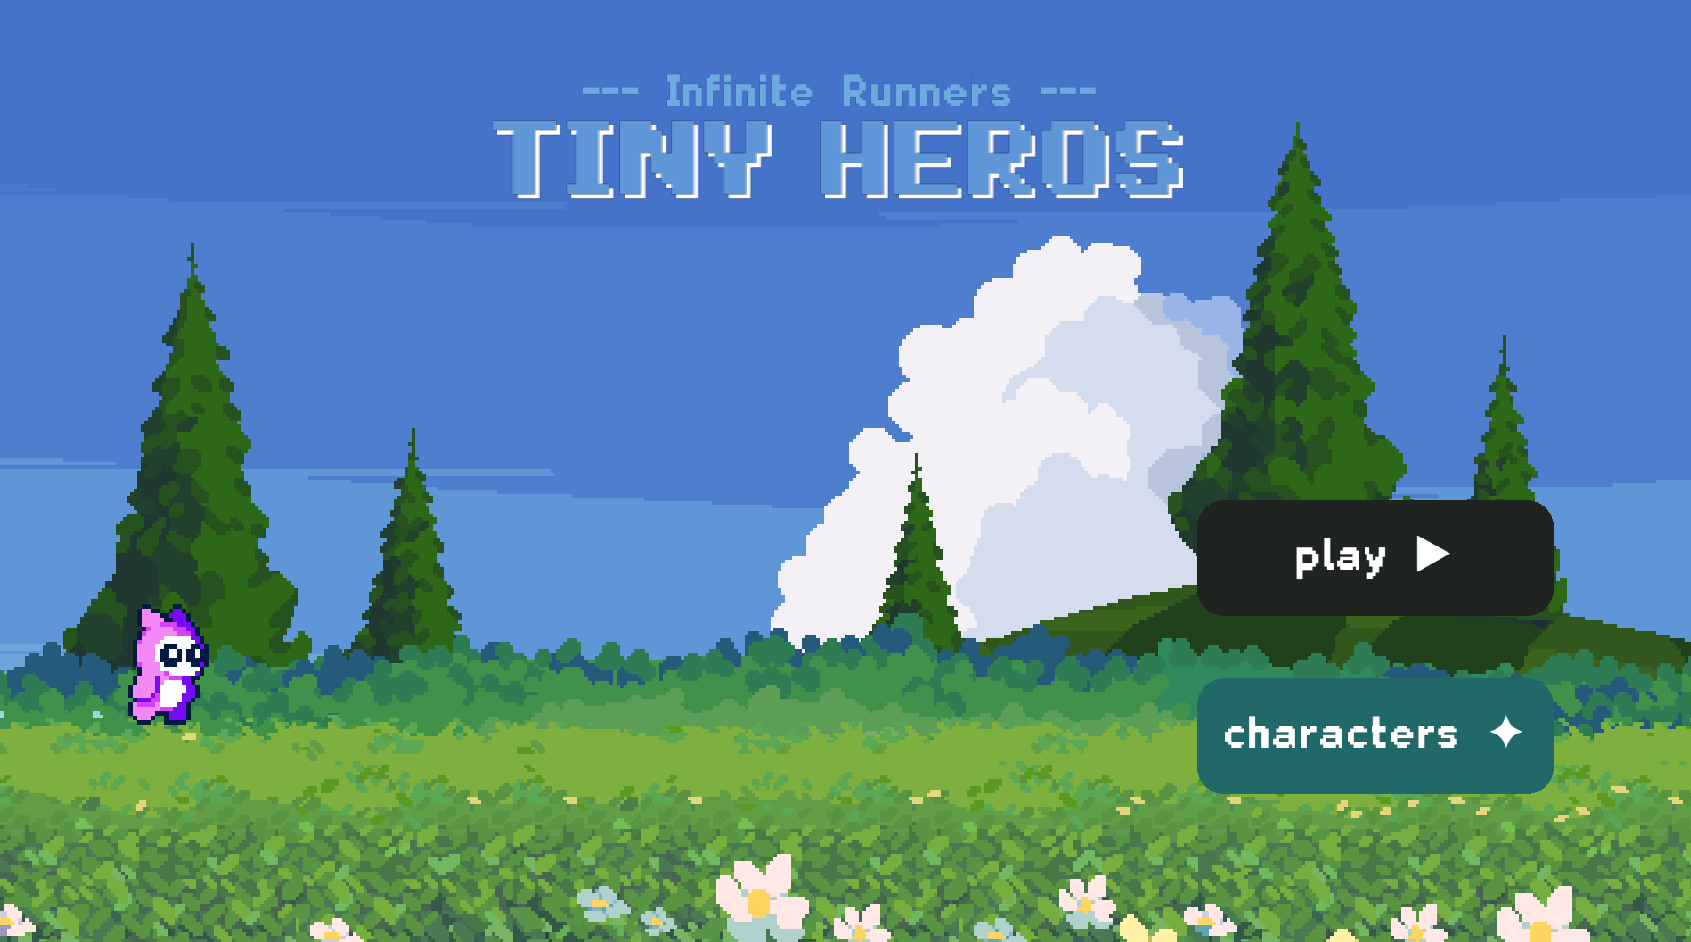 --- Infinite Runners ---
TINY HEROS
play ▶
characters ✦